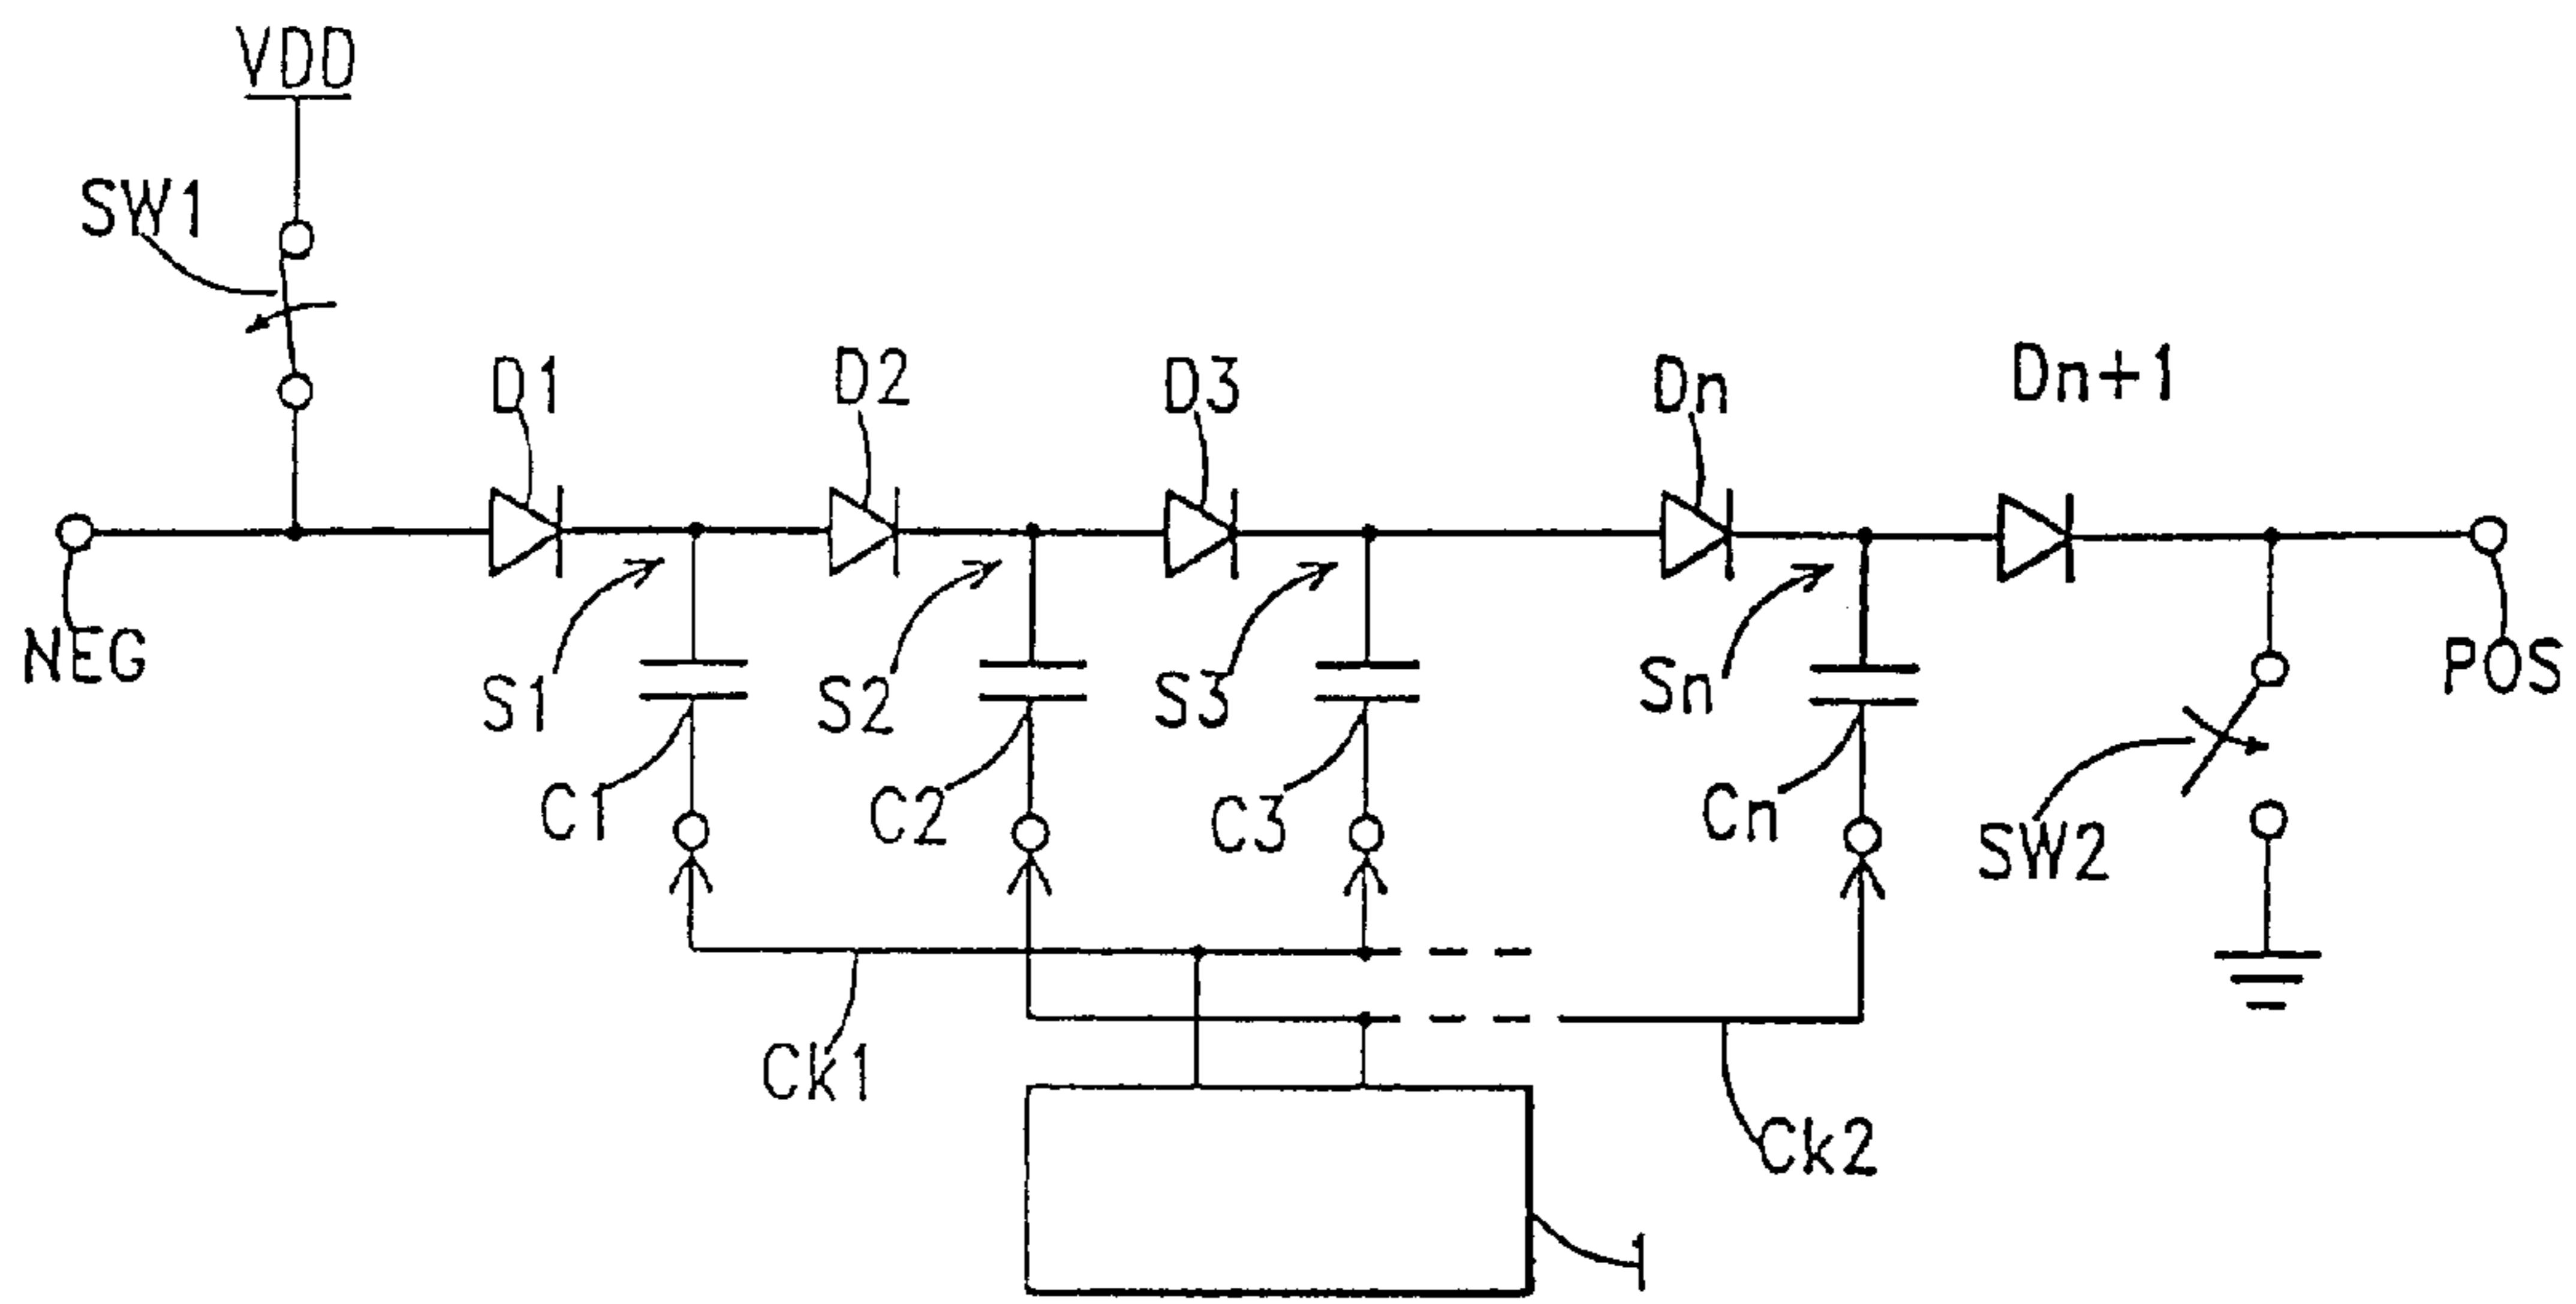 VDD
SW1
D1
D2
D3
Dn
Dn+1
NEG
S1
S2
S3
Sn
POS
C1
C2
C3
Cn
SW2
Ck1
Ck2
1